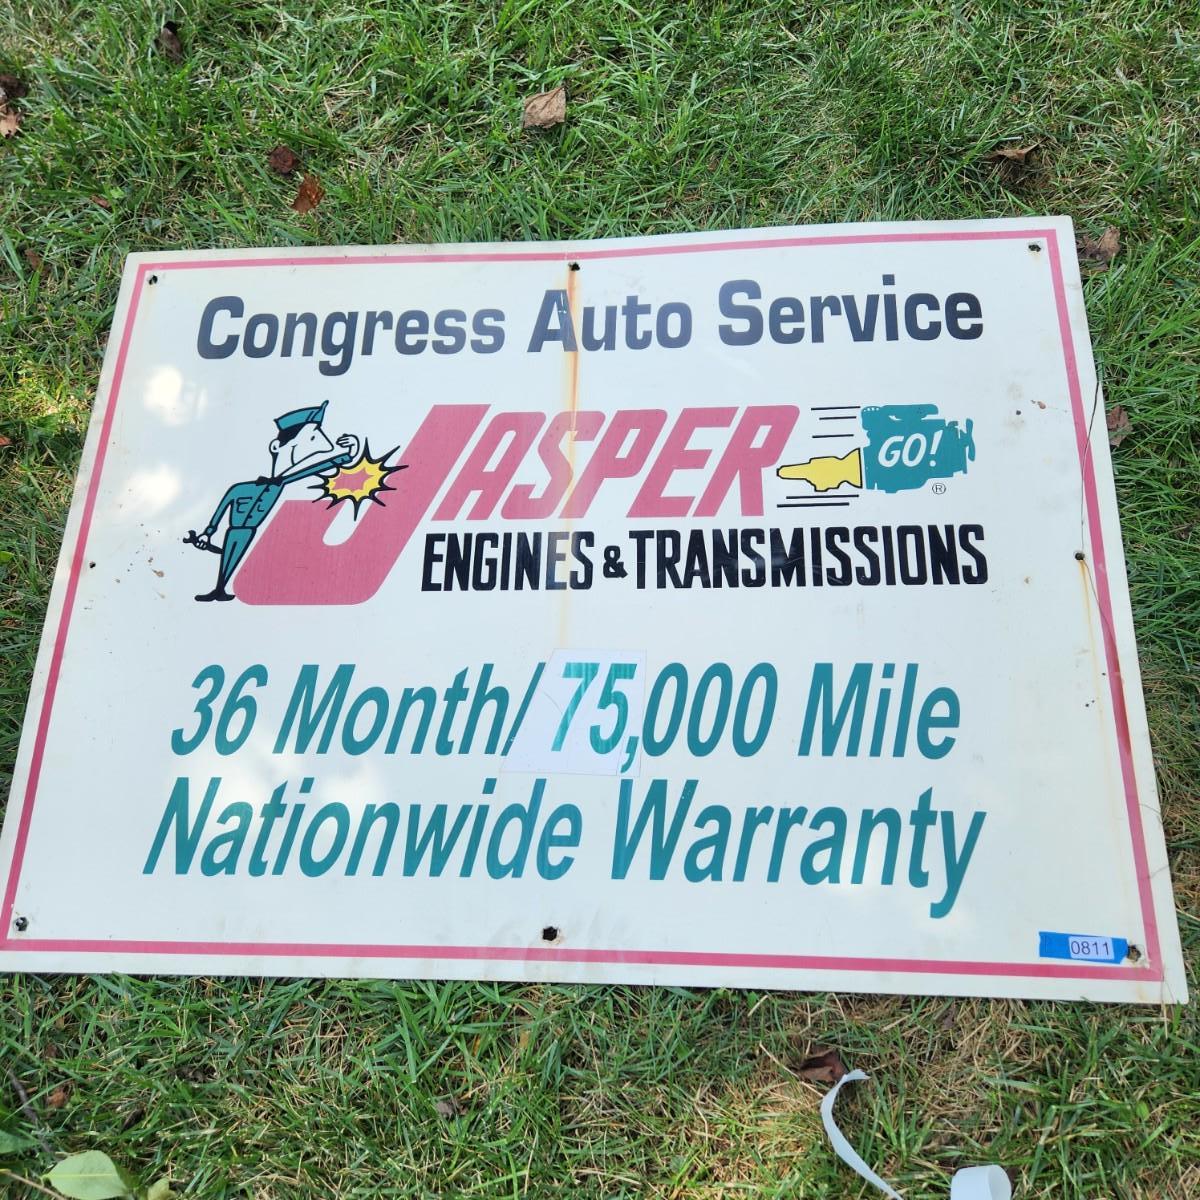 Congress Auto Service
JASPER
GO!
®
ENGINES & TRANSMISSIONS
36 Month/ 75,000 Mile
Nationwide Warranty
0811